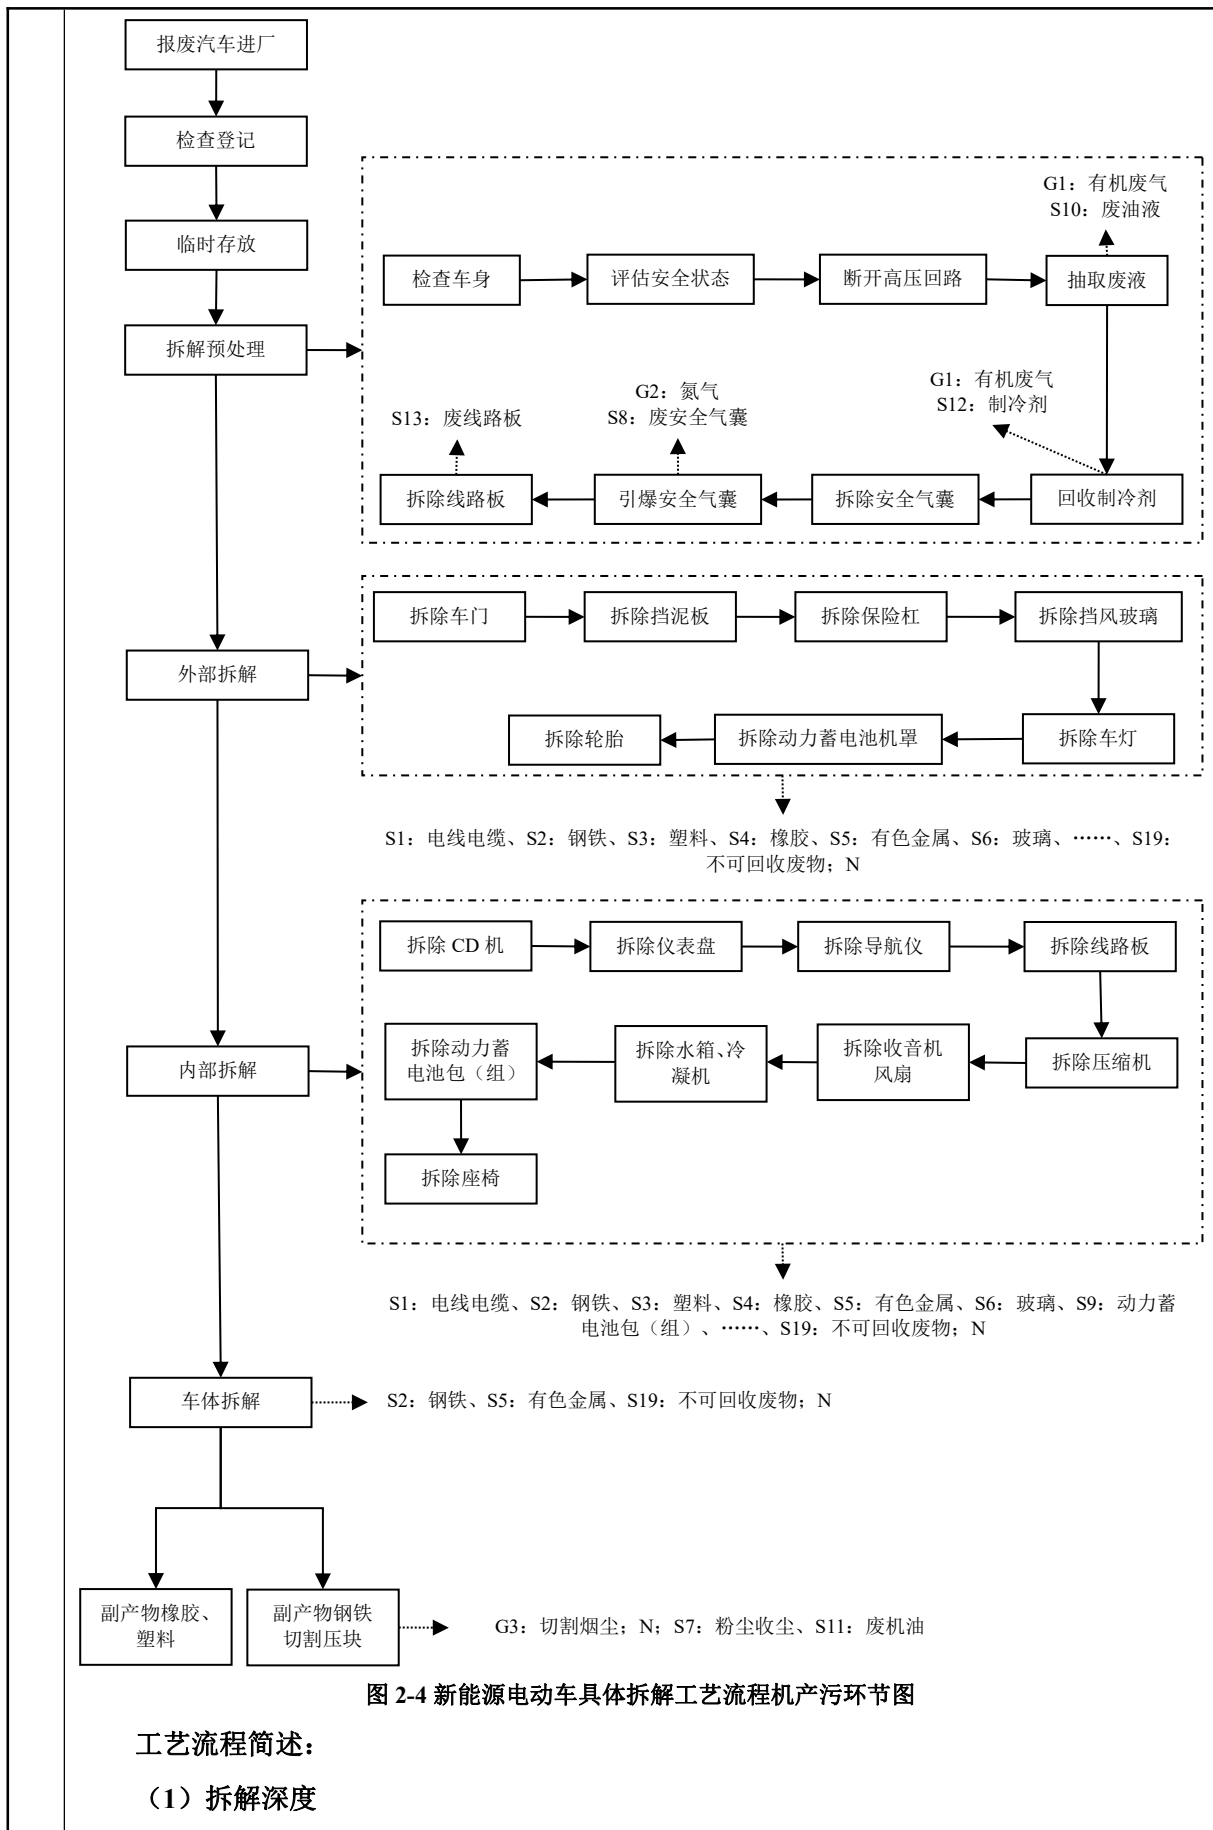 报废汽车进厂
检查登记
临时存放
拆解预处理
G1：有机废气
S10：废油液
检查车身
评估安全状态
断开高压回路
抽取废液
G1：有机废气
S12：制冷剂
G2：氮气
S8：废安全气囊
S13：废线路板
拆除线路板
引爆安全气囊
拆除安全气囊
回收制冷剂
外部拆解
拆除车门
拆除挡泥板
拆除保险杠
拆除挡风玻璃
拆除轮胎
拆除动力蓄电池机罩
拆除车灯
S1：电线电缆、S2：钢铁、S3：塑料、S4：橡胶、S5：有色金属、S6：玻璃、……、S19：
不可回收废物；N
拆除 CD 机
拆除仪表盘
拆除导航仪
拆除线路板
内部拆解
拆除动力蓄
电池包（组）
拆除水箱、冷
凝机
拆除收音机
风扇
拆除压缩机
拆除座椅
S1：电线电缆、S2：钢铁、S3：塑料、S4：橡胶、S5：有色金属、S6：玻璃、S9：动力蓄
电池包（组）、……、S19：不可回收废物；N
车体拆解
S2：钢铁、S5：有色金属、S19：不可回收废物；N
副产物橡胶、
塑料
副产物钢铁
切割压块
G3：切割烟尘；N；S7：粉尘收尘、S11：废机油
图 2-4 新能源电动车具体拆解工艺流程机产污环节图
工艺流程简述：
（1）拆解深度